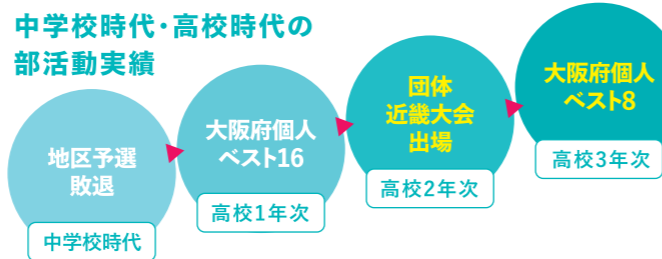 中学校時代・高校時代の
部活動実績
地区予選
敗退
中学校時代
大阪府個人
ベスト16
高校1年次
団体
近畿大会
出場
高校2年次
大阪府個人
ベスト8
高校3年次